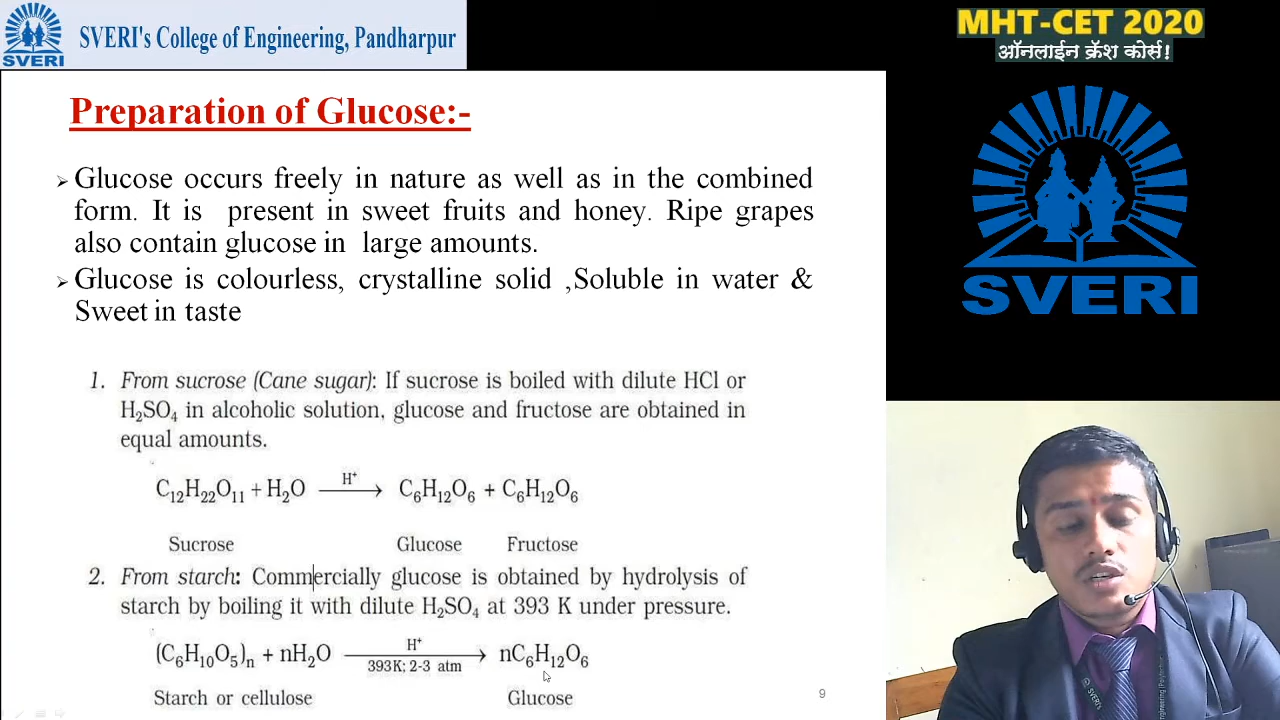 SVERI
SVERI's College of Engineering, Pandharpur
MHT-CET 2020
ऑनलाईन क्रॅश कोर्स!
SVERI
Preparation of Glucose:-
➢ Glucose occurs freely in nature as well as in the combined
form. It is present in sweet fruits and honey. Ripe grapes
also contain glucose in large amounts.
➢ Glucose is colourless, crystalline solid ,Soluble in water &
Sweet in taste
1. From sucrose (Cane sugar): If sucrose is boiled with dilute HCl or
H₂SO₄ in alcoholic solution, glucose and fructose are obtained in
equal amounts.
C₁₂H₂₂O₁₁ + H₂O H⁺ → C₆H₁₂O₆ + C₆H₁₂O₆
Sucrose Glucose Fructose
2. From starch: Commercially glucose is obtained by hydrolysis of
starch by boiling it with dilute H₂SO₄ at 393 K under pressure.
(C₆H₁₀O₅)ₙ + nH₂O H⁺ → 393K; 2-3 atm nC₆H₁₂O₆
Starch or cellulose Glucose
9
SVERI's